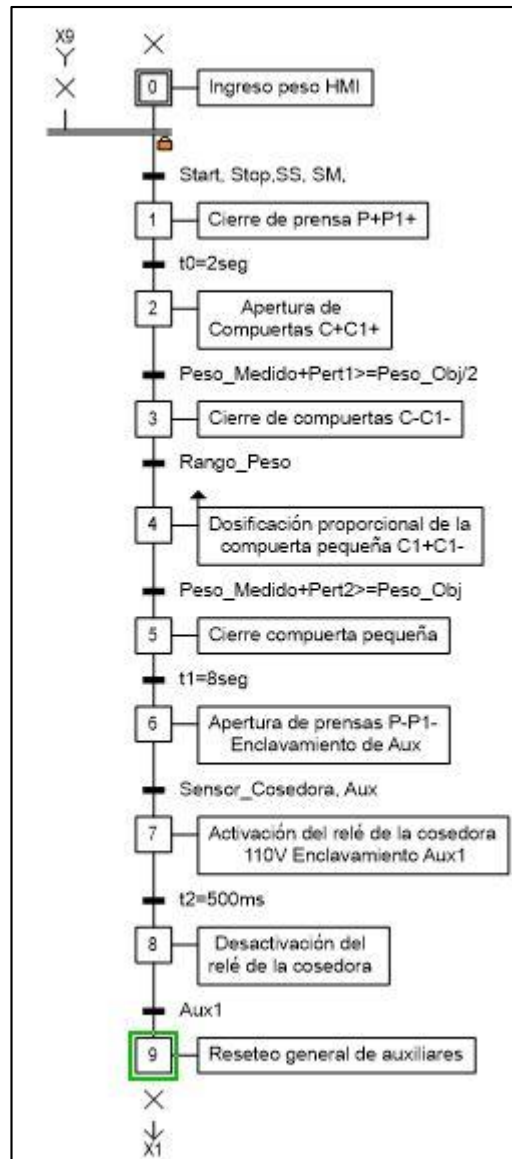 X9
0
Ingreso peso HMI
Start, Stop,SS, SM,
1
Cierre de prensa P+P1+
t0=2seg
2
Apertura de
Compuertas C+C1+
Peso_Medido+Pert1>=Peso_Obj/2
3
Cierre de compuertas C-C1-
Rango_Peso
4
Dosificación proporcional de la
compuerta pequeña C1+C1-
Peso_Medido+Pert2>=Peso_Obj
5
Cierre compuerta pequeña
t1=8seg
6
Apertura de prensas P-P1-
Enclavamiento de Aux
Sensor_Cosedora, Aux
7
Activación del relé de la cosedora
110V Enclavamiento Aux1
t2=500ms
8
Desactivación del
relé de la cosedora
Aux1
9
Reseteo general de auxiliares
X1